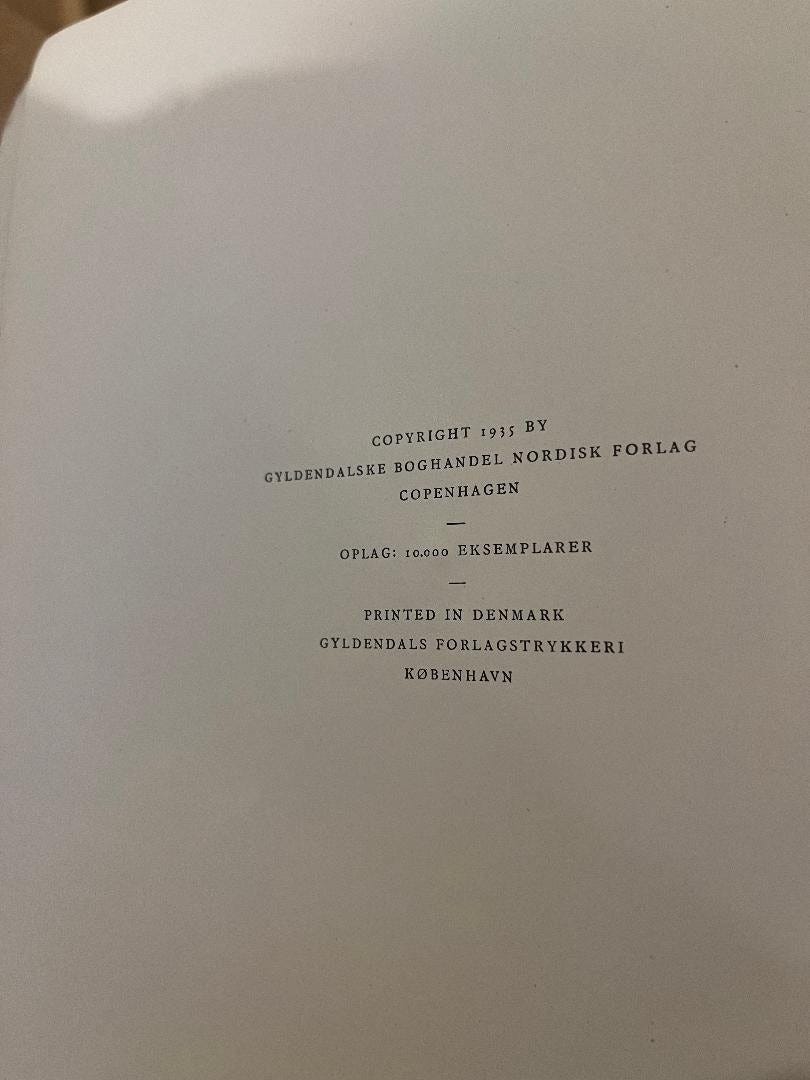 COPYRIGHT 1935 BY
GYLDENDALSKE BOGHANDEL NORDISK FORLAG
COPENHAGEN
—
OPLAG: 10.000 EKSEMPLARER
—
PRINTED IN DENMARK
GYLDENDALS FORLAGSTRYKKERI
KØBENHAVN